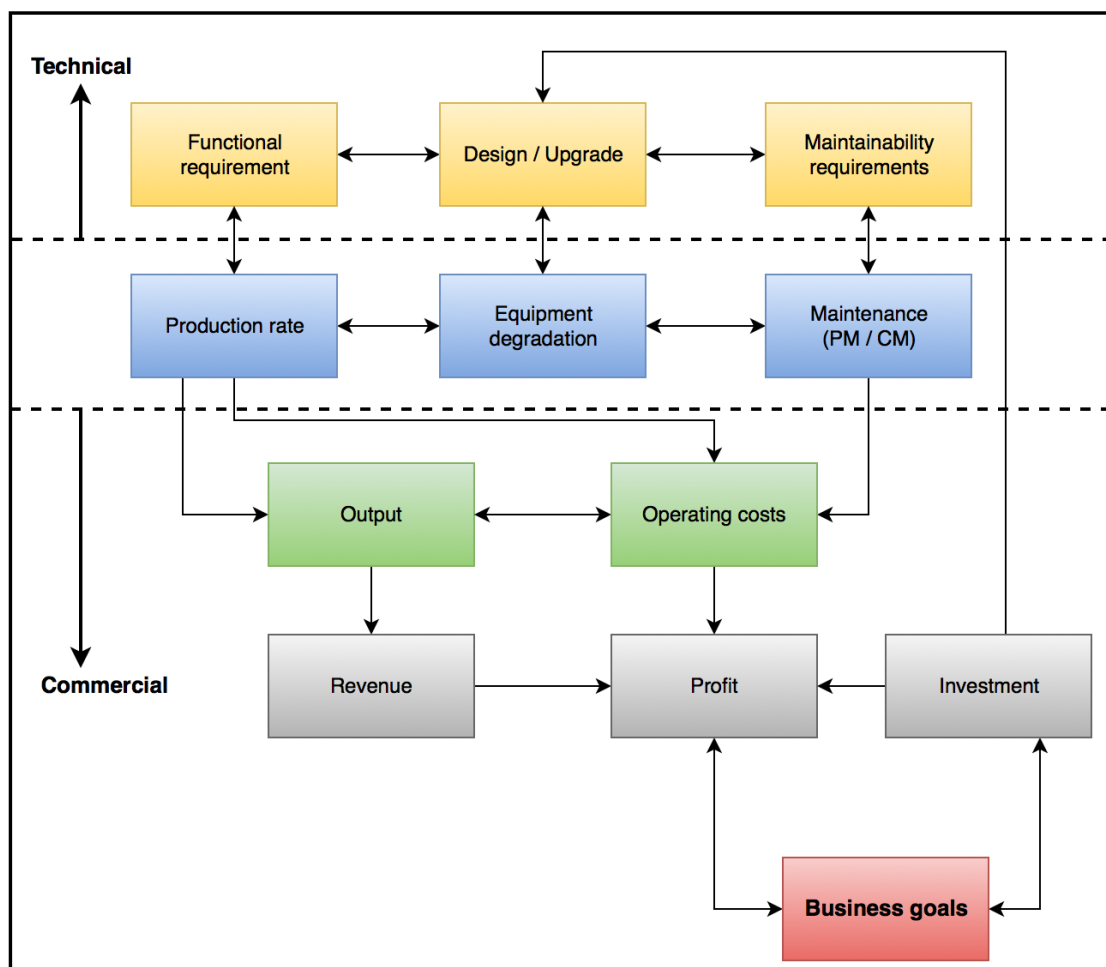 Technical
Functional
requirement
Design / Upgrade
Maintainability
requirements
Production rate
Equipment
degradation
Maintenance
(PM / CM)
Output
Operating costs
Commercial
Revenue
Profit
Investment
Business goals